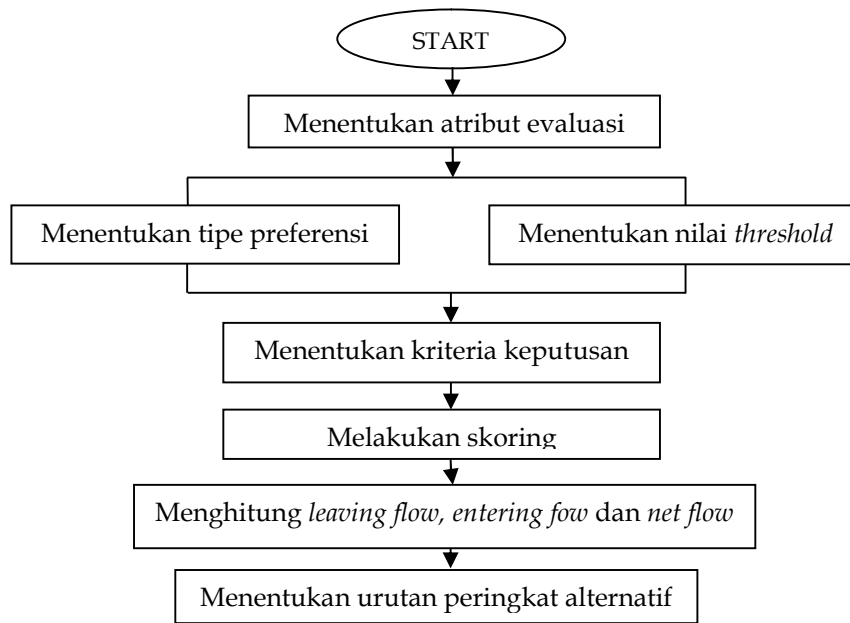 START
Menentukan atribut evaluasi
Menentukan tipe preferensi
Menentukan nilai threshold
Menentukan kriteria keputusan
Melakukan skoring
Menghitung leaving flow, entering fow dan net flow
Menentukan urutan peringkat alternatif